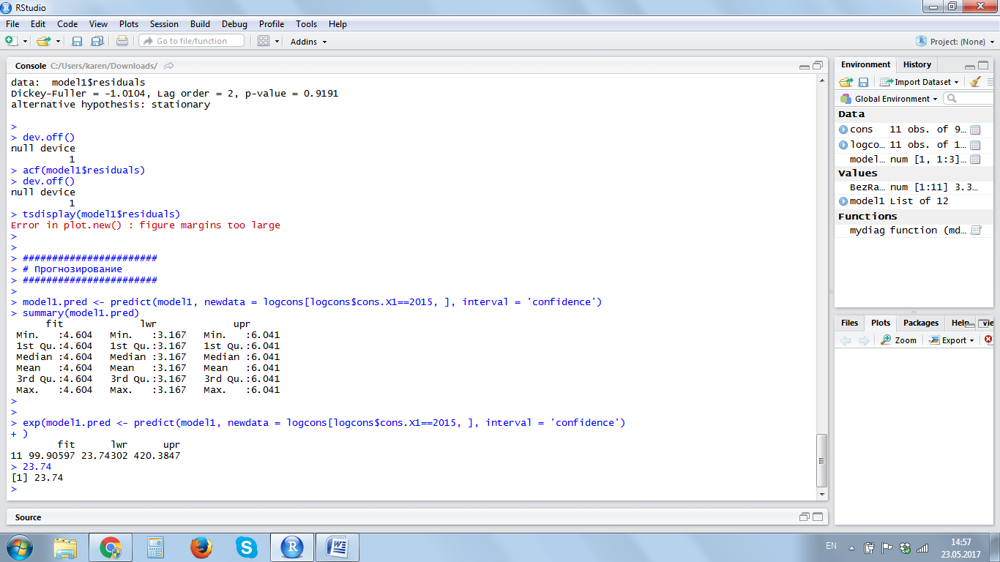 RStudio
File Edit Code View Plots Session Build Debug Profile Tools Help
Go to file/function Addins Project: (None)
Console C:/Users/karen/Downloads/
data: model1$residuals
Dickey-Fuller = -1.0104, Lag order = 2, p-value = 0.9191
alternative hypothesis: stationary
>
> dev.off()
null device
1
> acf(model1$residuals)
> dev.off()
null device
1
> tsdisplay(model1$residuals)
Error in plot.new() : figure margins too large
>
>
> #######################
> # Прогнозирование
> #######################
>
> model1.pred <- predict(model1, newdata = logcons[logcons$cons.X1==2015, ], interval = 'confidence')
> summary(model1.pred)
fit lwr upr
Min. :4.604 Min. :3.167 Min. :6.041
1st Qu.:4.604 1st Qu.:3.167 1st Qu.:6.041
Median :4.604 Median :3.167 Median :6.041
Mean :4.604 Mean :3.167 Mean :6.041
3rd Qu.:4.604 3rd Qu.:3.167 3rd Qu.:6.041
Max. :4.604 Max. :3.167 Max. :6.041
>
>
> exp(model1.pred <- predict(model1, newdata = logcons[logcons$cons.X1==2015, ], interval = 'confidence')
+ )
fit lwr upr
11 99.90597 23.74302 420.3847
> 23.74
[1] 23.74
>
Source
Environment History
Import Dataset
Global Environment
Data
cons 11 obs. of 9…
logco… 11 obs. of 1…
model… num [1, 1:3]…
Values
BezRa… num [1:11] 3.3…
model1 List of 12
Functions
mydiag function (md…
Files Plots Packages Help
Zoom Export
EN 14:57
23.05.2017